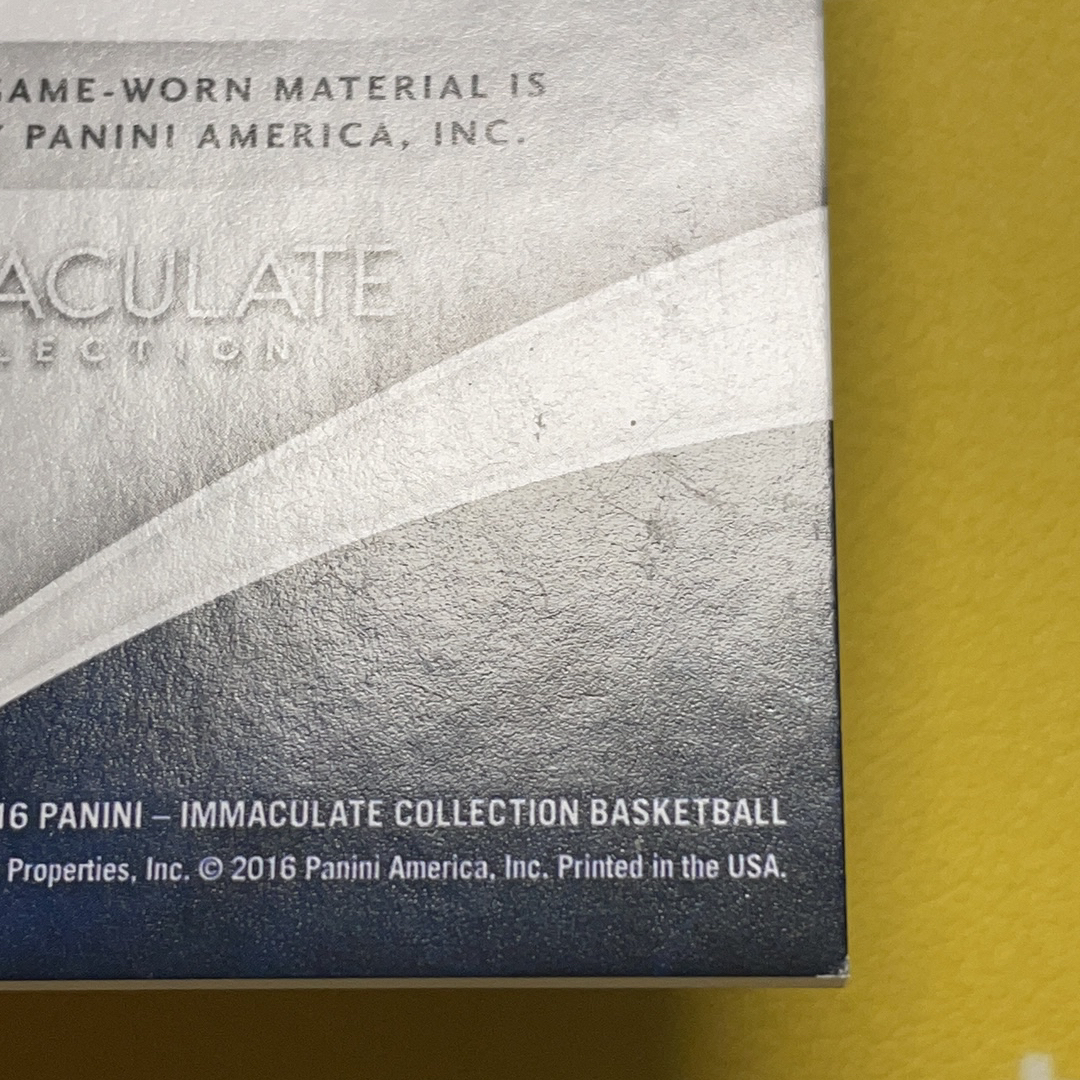 GAME-WORN MATERIAL IS
PANINI AMERICA, INC.
ACULATE
LECTION
16 PANINI – IMMACULATE COLLECTION BASKETBALL
Properties, Inc. © 2016 Panini America, Inc. Printed in the USA.